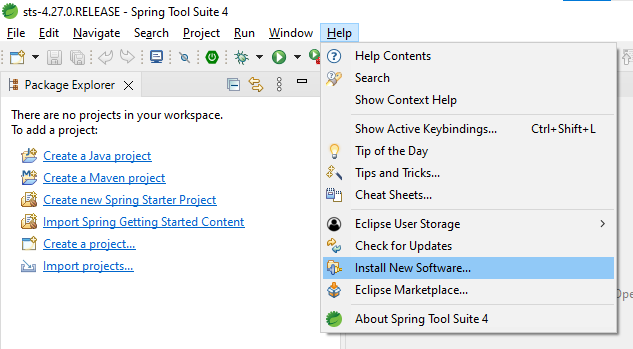 sts-4.27.0.RELEASE - Spring Tool Suite 4
File Edit Navigate Search Project Run Window Help
Package Explorer
There are no projects in your workspace.
To add a project:
Create a Java project
Create a Maven project
Create new Spring Starter Project
Import Spring Getting Started Content
Create a project...
Import projects...
Help Contents
Search
Show Context Help
Show Active Keybindings... Ctrl+Shift+L
Tip of the Day
Tips and Tricks...
Cheat Sheets...
Eclipse User Storage
Check for Updates
Install New Software...
Eclipse Marketplace...
About Spring Tool Suite 4